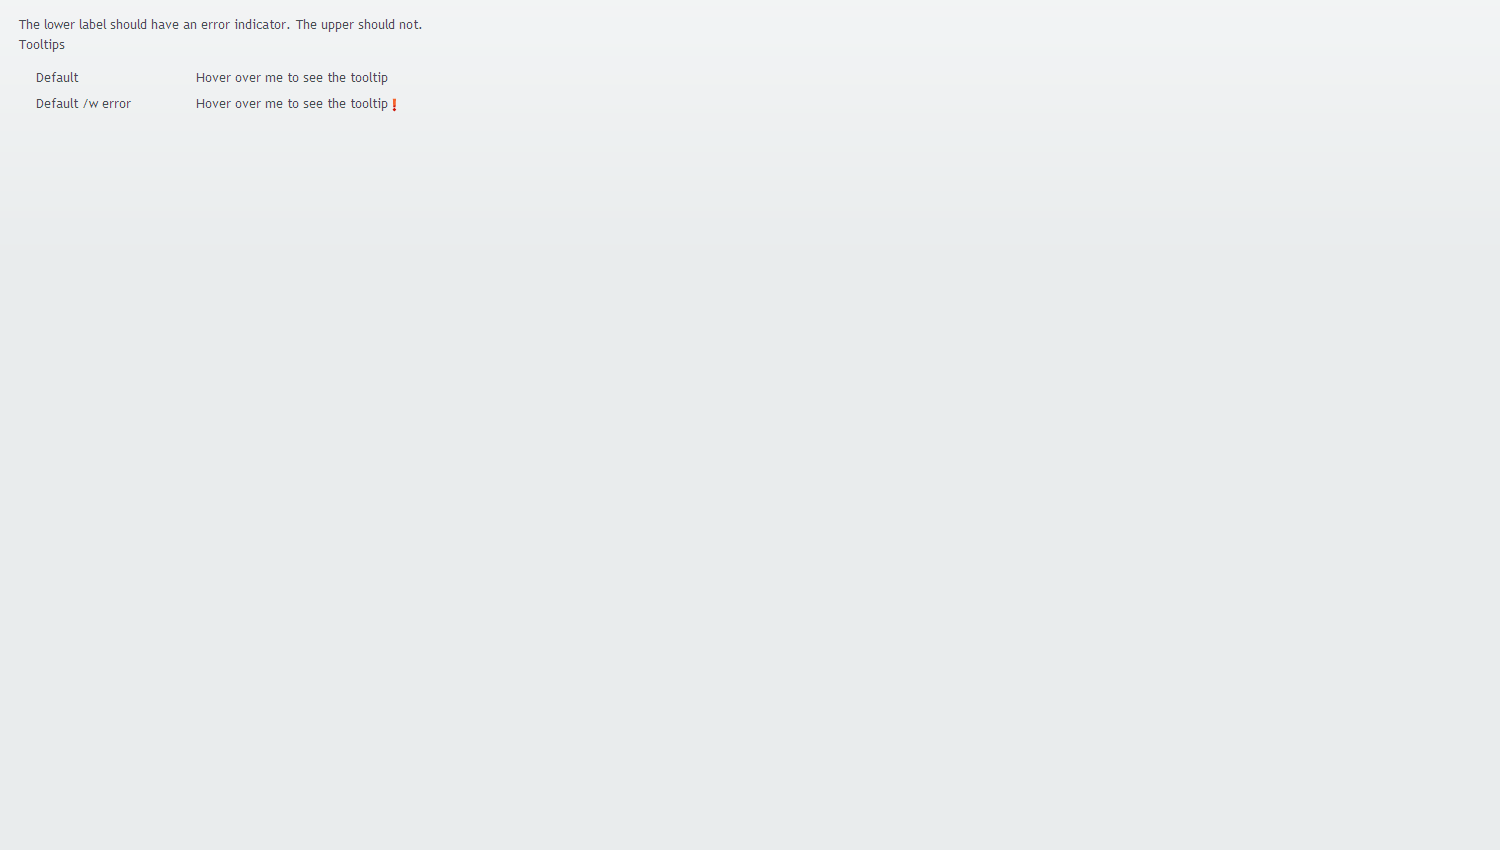 The lower label should have an error indicator. The upper should not.
Tooltips
Default Hover over me to see the tooltip
Default /w error Hover over me to see the tooltip !